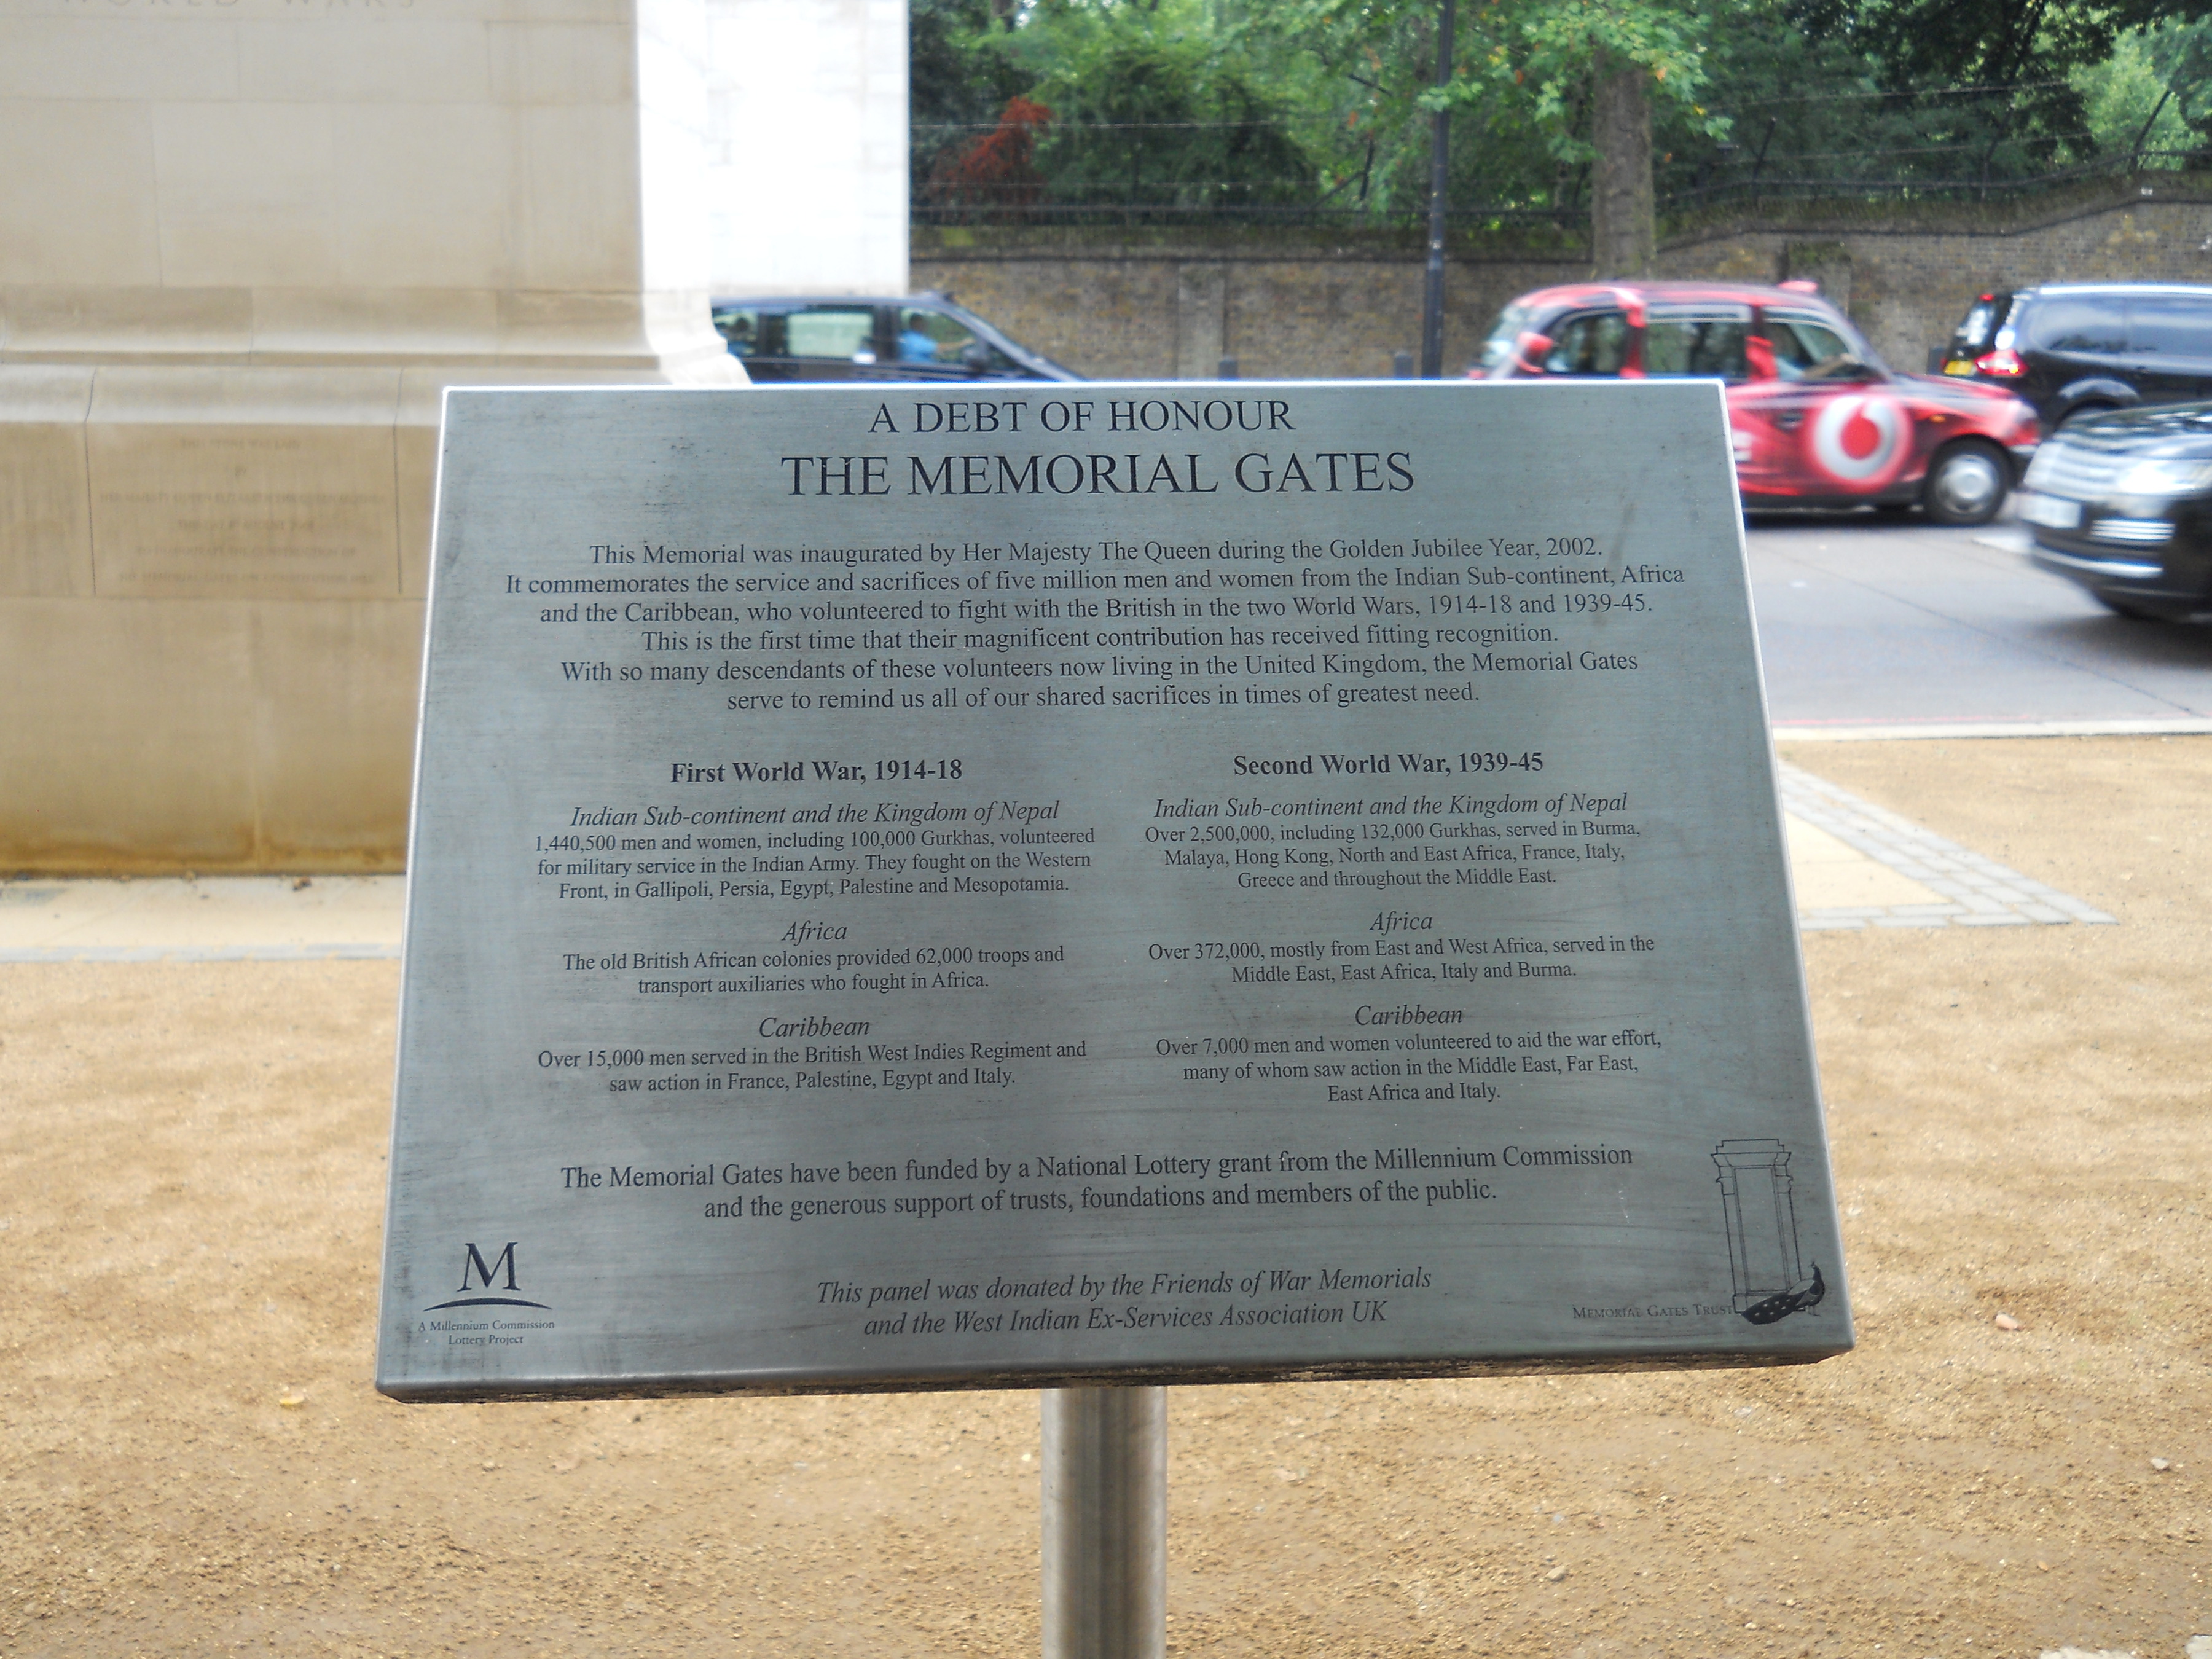 WORLD WARS
A DEBT OF HONOUR
THE MEMORIAL GATES
This Memorial was inaugurated by Her Majesty The Queen during the Golden Jubilee Year, 2002.
It commemorates the service and sacrifices of five million men and women from the Indian Sub-continent, Africa
and the Caribbean, who volunteered to fight with the British in the two World Wars, 1914-18 and 1939-45.
This is the first time that their magnificent contribution has received fitting recognition.
With so many descendants of these volunteers now living in the United Kingdom, the Memorial Gates
serve to remind us all of our shared sacrifices in times of greatest need.
First World War, 1914-18
Indian Sub-continent and the Kingdom of Nepal
1,440,500 men and women, including 100,000 Gurkhas, volunteered
for military service in the Indian Army. They fought on the Western
Front, in Gallipoli, Persia, Egypt, Palestine and Mesopotamia.
Africa
The old British African colonies provided 62,000 troops and
transport auxiliaries who fought in Africa.
Caribbean
Over 15,000 men served in the British West Indies Regiment and
saw action in France, Palestine, Egypt and Italy.
Second World War, 1939-45
Indian Sub-continent and the Kingdom of Nepal
Over 2,500,000, including 132,000 Gurkhas, served in Burma,
Malaya, Hong Kong, North and East Africa, France, Italy,
Greece and throughout the Middle East.
Africa
Over 372,000, mostly from East and West Africa, served in the
Middle East, East Africa, Italy and Burma.
Caribbean
Over 7,000 men and women volunteered to aid the war effort,
many of whom saw action in the Middle East, Far East,
East Africa and Italy.
The Memorial Gates have been funded by a National Lottery grant from the Millennium Commission
and the generous support of trusts, foundations and members of the public.
M
A Millennium Commission
Lottery Project
This panel was donated by the Friends of War Memorials
and the West Indian Ex-Services Association UK
MEMORIAL GATES TRUST